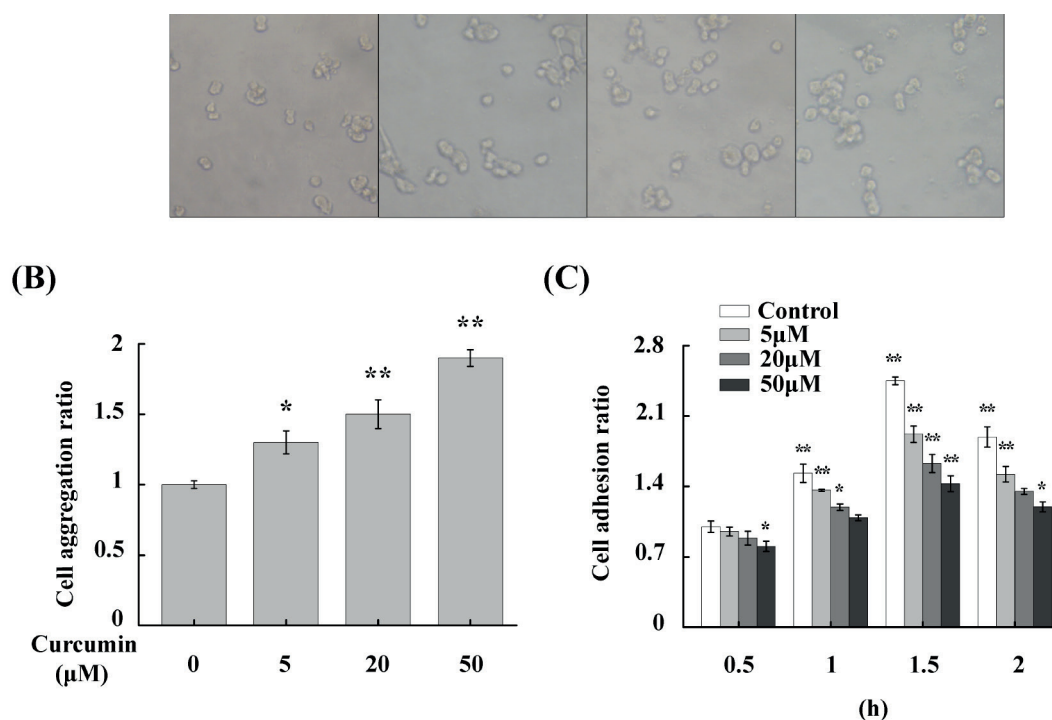 (B)
**
**
*
2
1.5
1
0.5
0
Cell aggregation ratio
Curcumin
(μM)
0 5 20 50
(C)
Control
5μM
20μM
50μM
2.8
2.1
1.4
0.7
0
Cell adhesion ratio
*
** ** *
** ** ** **
** ** *
0.5 1 1.5 2
(h)